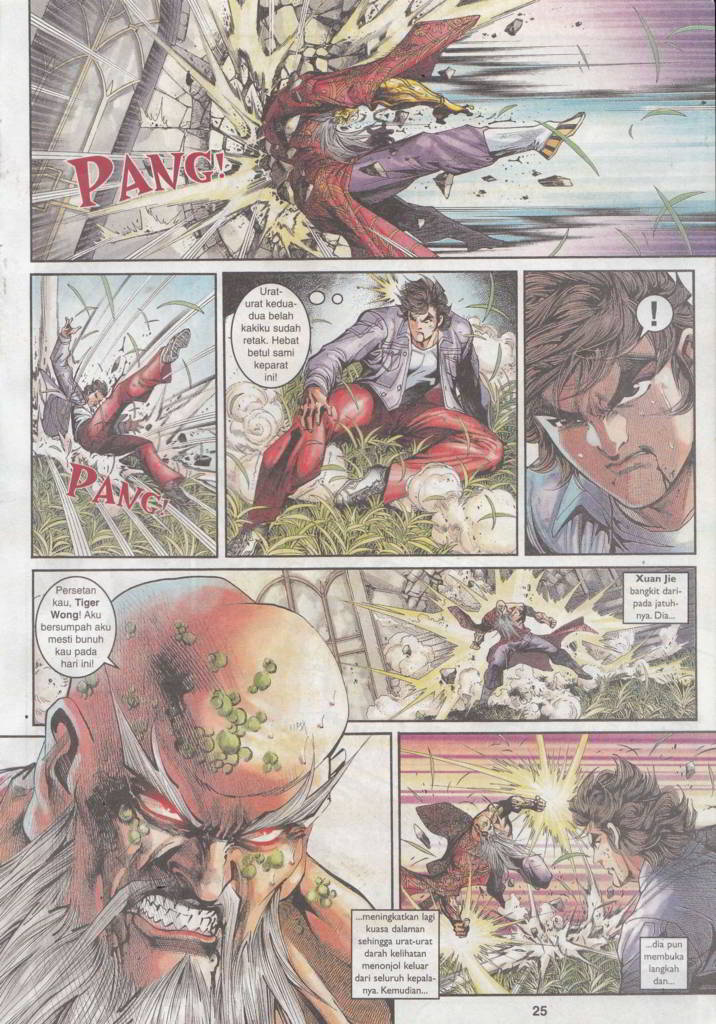 PANG!
PANG!
Urat-
urat kedua-
dua belah
kakiku sudah
retak. Hebat
betul sami
keparat
ini!
!
Persetan
kau, Tiger
Wong! Aku
bersumpah aku
mesti bunuh
kau pada
hari ini!
Xuan Jie
bangkit dari-
pada jatuh-
nya. Dia...
...meningkatkan lagi
kuasa dalaman
sehingga urat-urat
darah kelihatan
menonjol keluar
dari seluruh kepala-
nya. Kemudian...
...dia pun
membuka
langkah
dan...
25